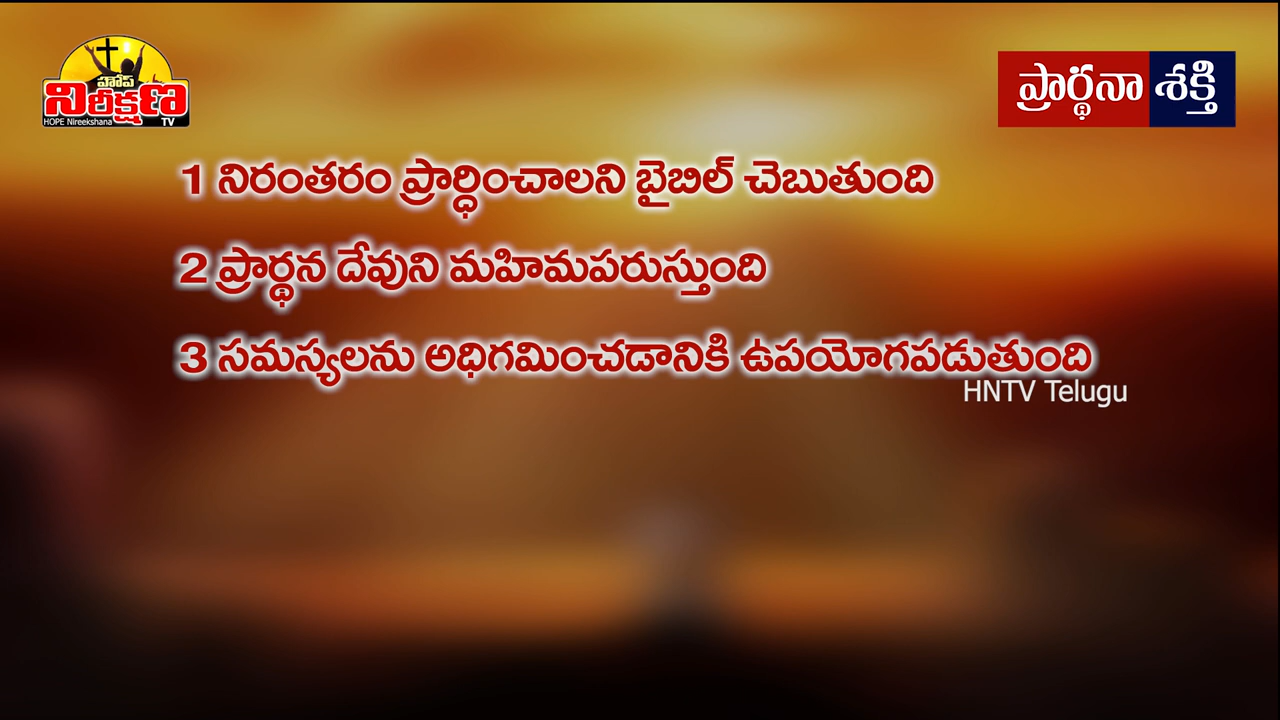 హోప్
నిరీక్షణ
HOPE Nireekshana TV
ప్రార్థనా శక్తి
1 నిరంతరం ప్రార్ధించాలని బైబిల్ చెబుతుంది
2 ప్రార్థన దేవుని మహిమపరుస్తుంది
3 సమస్యలను అధిగమించడానికి ఉపయోగపడుతుంది
HNTV Telugu